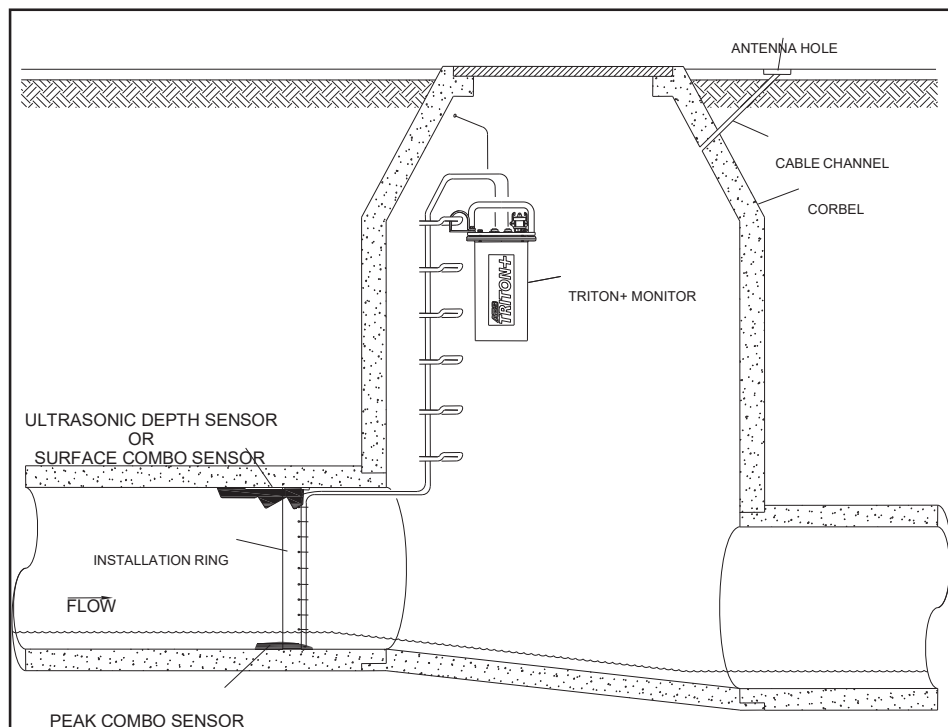 ANTENNA HOLE
CABLE CHANNEL
CORBEL
TRITON+
TRITON+ MONITOR
ULTRASONIC DEPTH SENSOR
OR
SURFACE COMBO SENSOR
INSTALLATION RING
FLOW
PEAK COMBO SENSOR